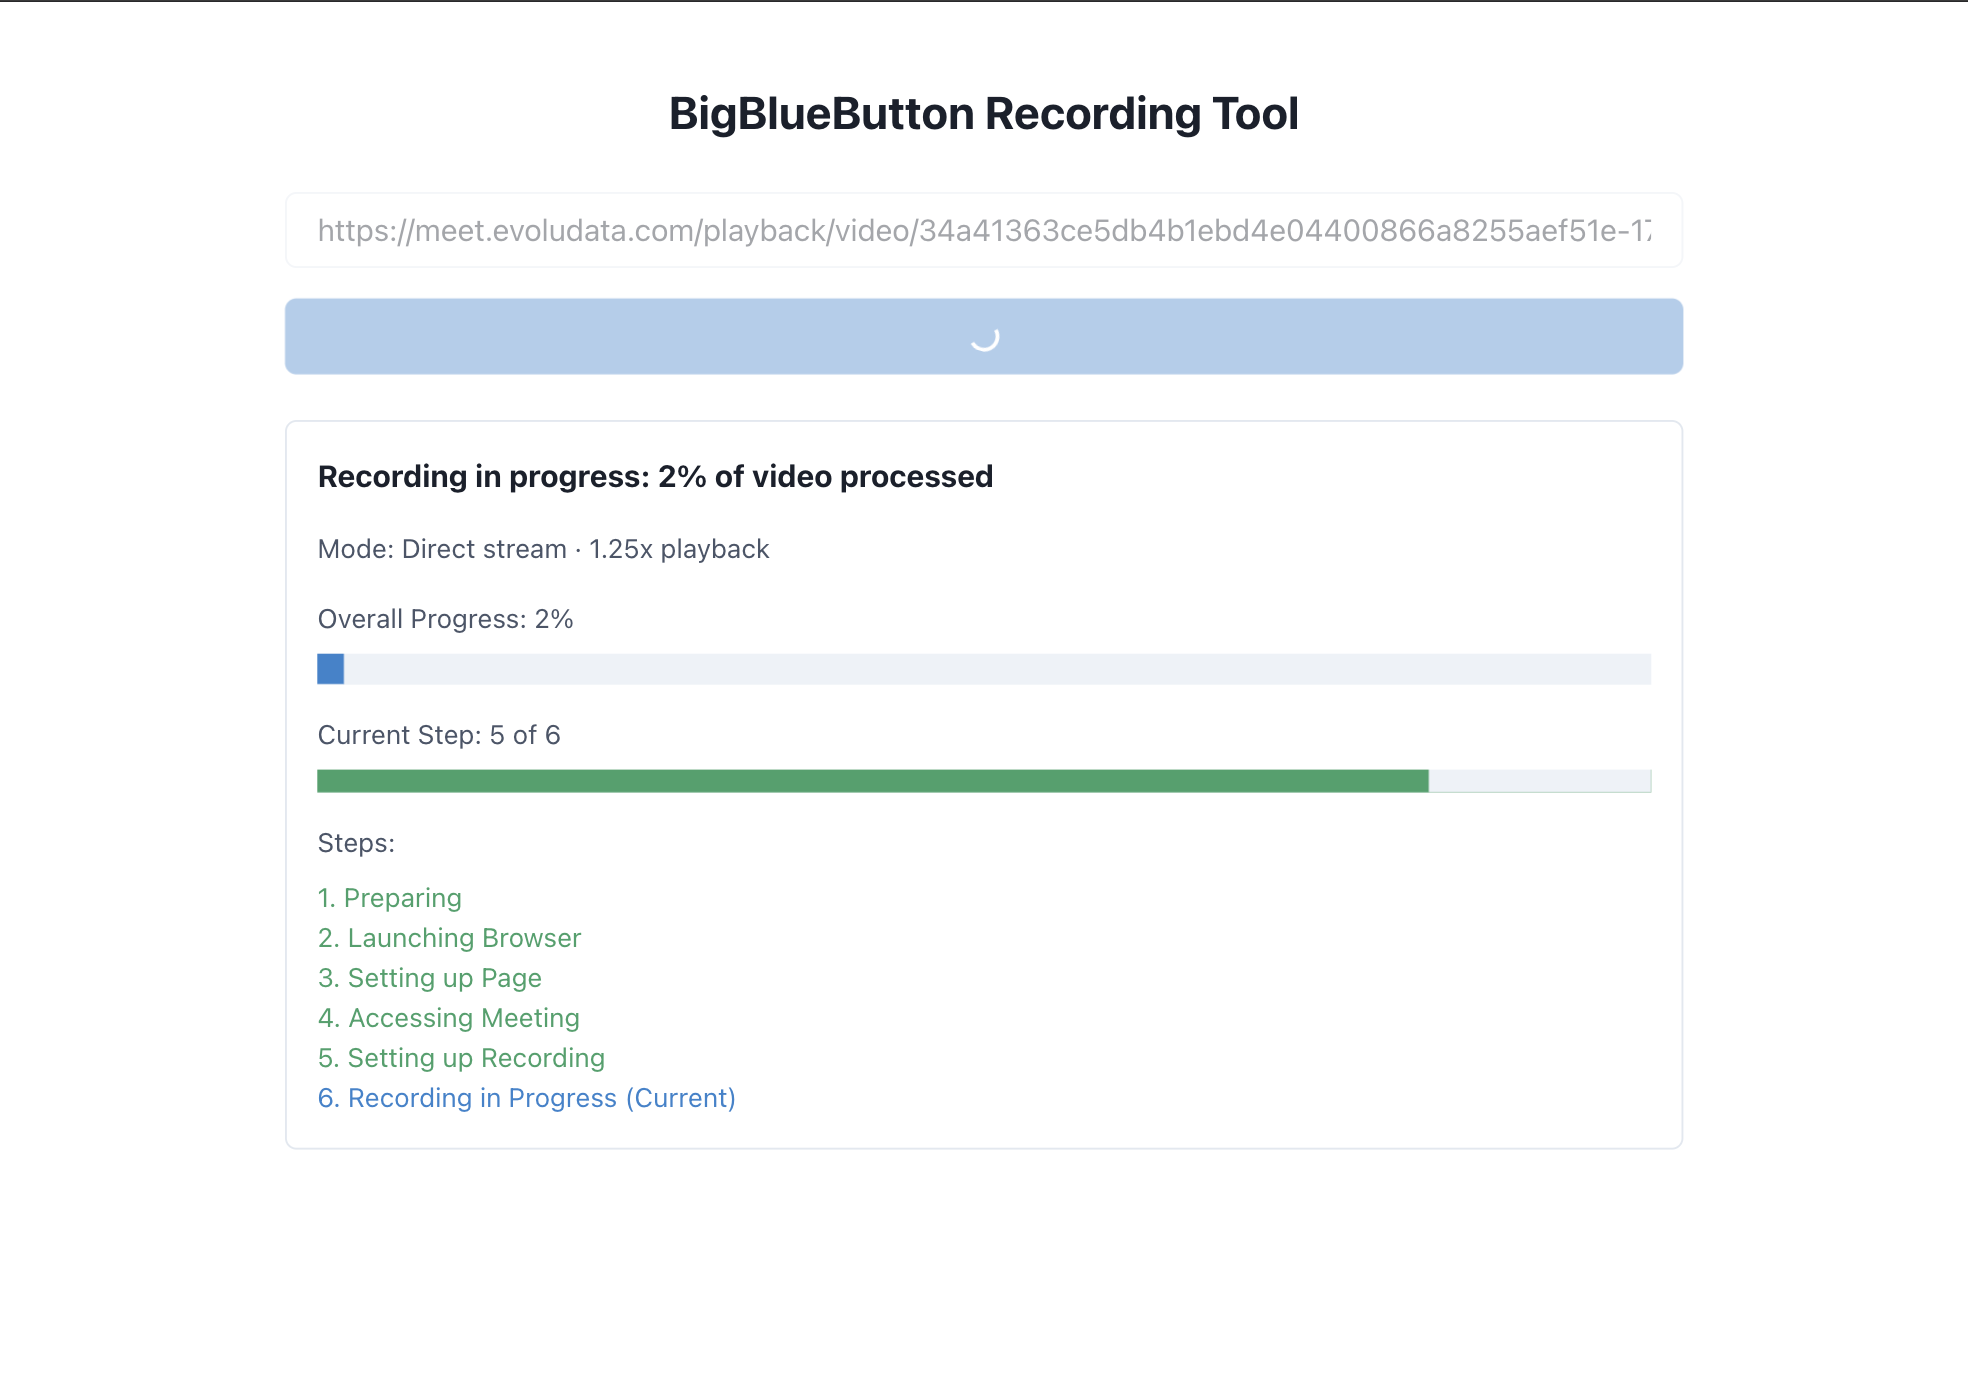 BigBlueButton Recording Tool
https://meet.evoludata.com/playback/video/34a41363ce5db4b1ebd4e04400866a8255aef51e-17
Recording in progress: 2% of video processed
Mode: Direct stream · 1.25x playback
Overall Progress: 2%
Current Step: 5 of 6
Steps:
1. Preparing
2. Launching Browser
3. Setting up Page
4. Accessing Meeting
5. Setting up Recording
6. Recording in Progress (Current)